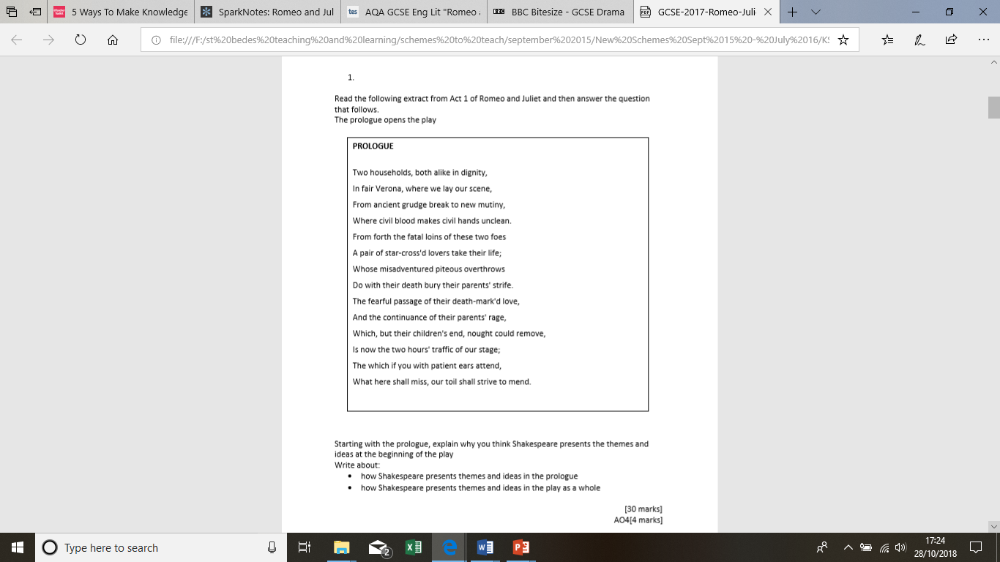 5 Ways To Make Knowledge
SparkNotes: Romeo and Jul
tes AQA GCSE Eng Lit "Romeo
BBC BBC Bitesize - GCSE Drama
PDF GCSE-2017-Romeo-Juli
file:///F:/st%20bedes%20teaching%20and%20learning/schemes%20to%20teach/september%202015/New%20Schemes%20Sept%2015%20-%20July%2016/KS
1.
Read the following extract from Act 1 of Romeo and Juliet and then answer the question
that follows.
The prologue opens the play
PROLOGUE
Two households, both alike in dignity,
In fair Verona, where we lay our scene,
From ancient grudge break to new mutiny,
Where civil blood makes civil hands unclean.
From forth the fatal loins of these two foes
A pair of star-cross'd lovers take their life;
Whose misadventured piteous overthrows
Do with their death bury their parents' strife.
The fearful passage of their death-mark'd love,
And the continuance of their parents' rage,
Which, but their children's end, nought could remove,
Is now the two hours' traffic of our stage;
The which if you with patient ears attend,
What here shall miss, our toil shall strive to mend.
Starting with the prologue, explain why you think Shakespeare presents the themes and
ideas at the beginning of the play
Write about:
• how Shakespeare presents themes and ideas in the prologue
• how Shakespeare presents themes and ideas in the play as a whole
[30 marks]
AO4[4 marks]
Type here to search
2
17:24
28/10/2018